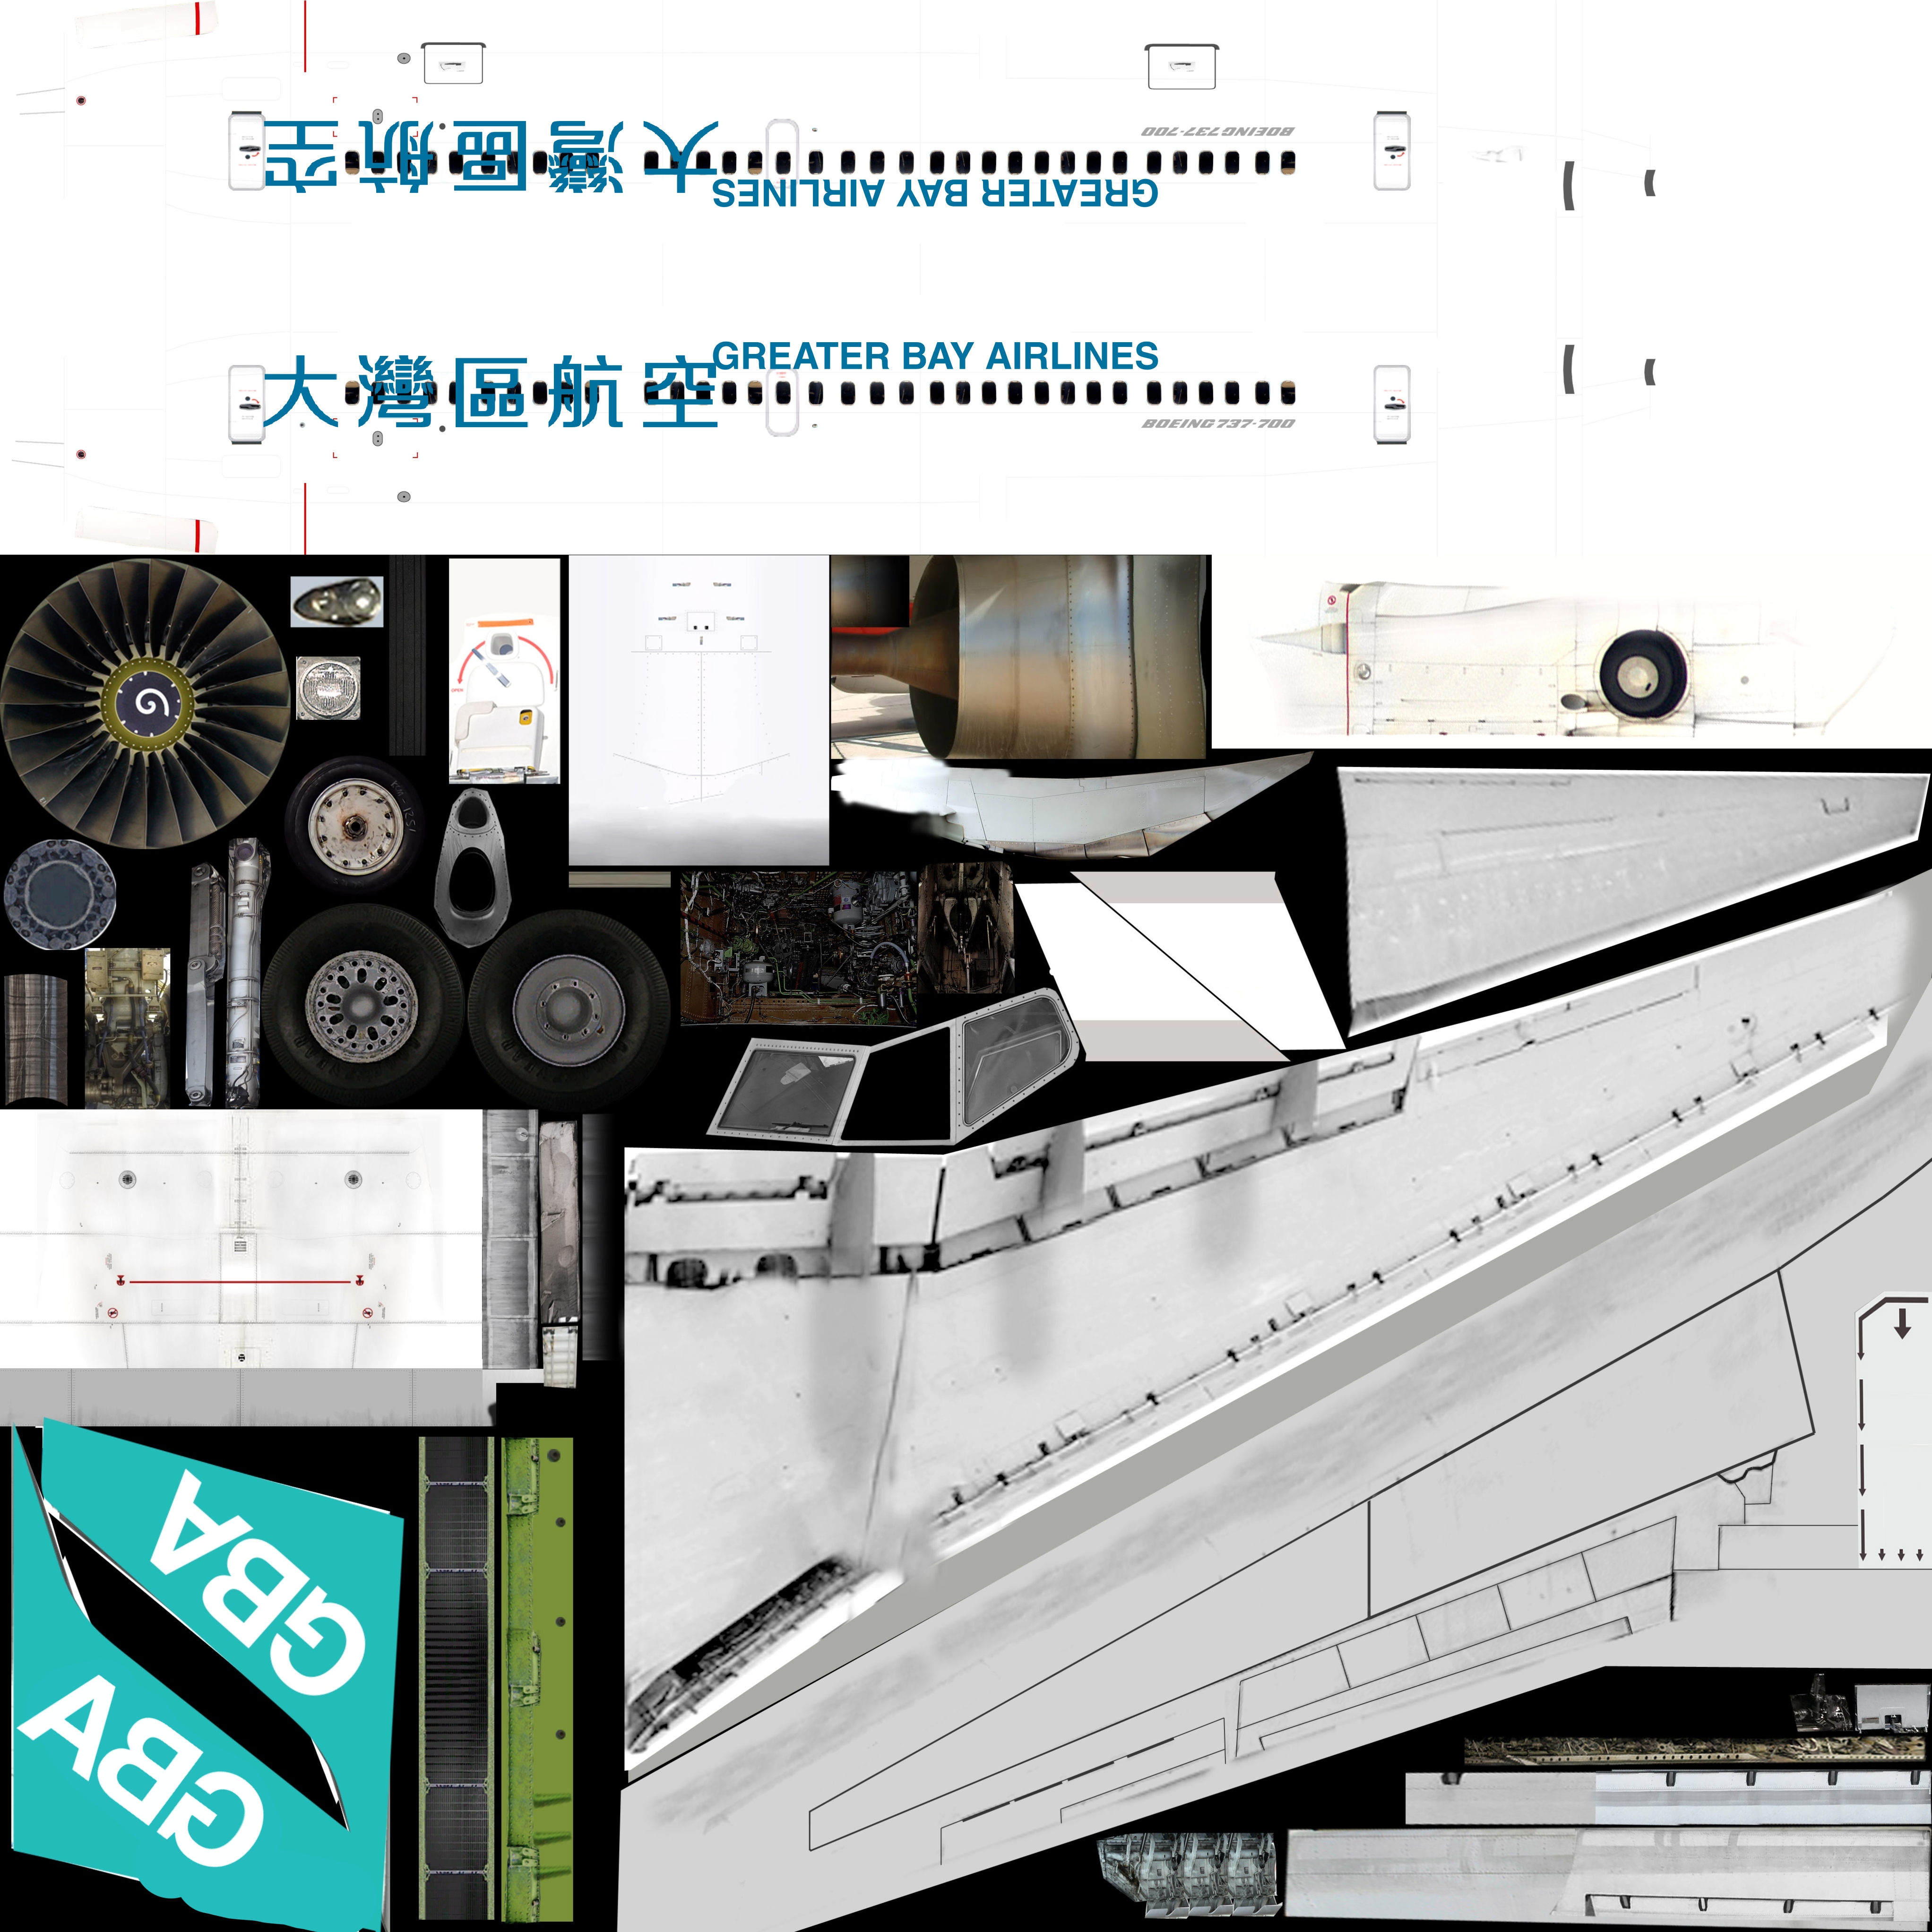 BOEING 737-700
大灣區航空
GREATER BAY AIRLINES
大灣區航空
GREATER BAY AIRLINES
BOEING 737-700
OPEN
GBA
GBA